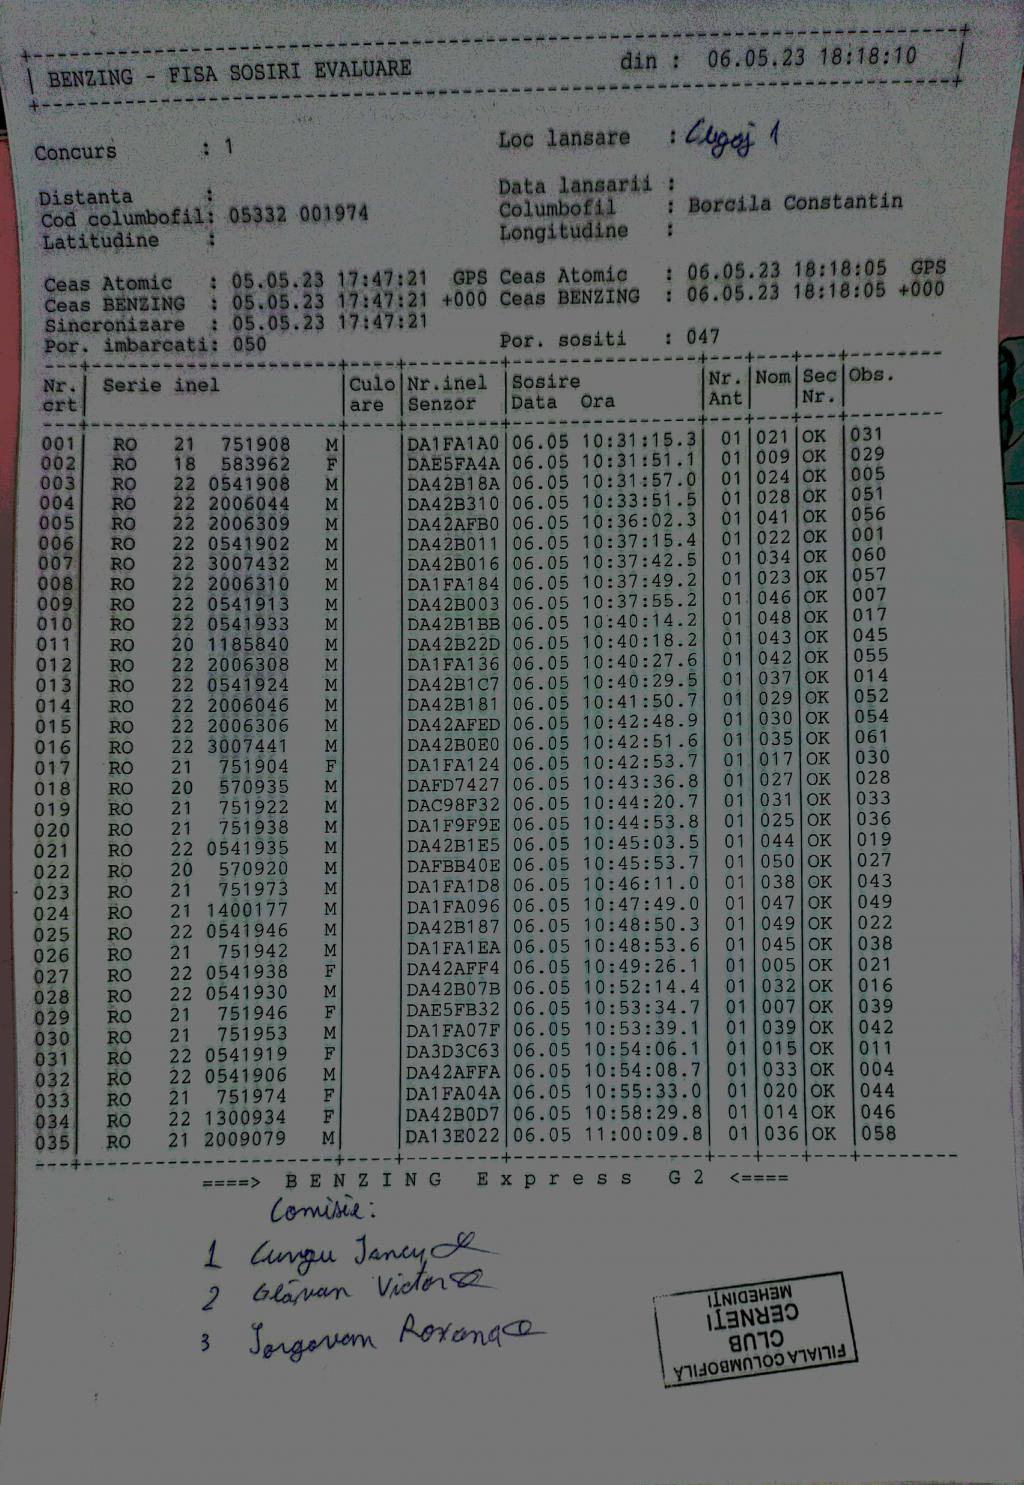 BENZING - FISA SOSIRI EVALUARE din : 06.05.23 18:18:10
Concurs : 1 Loc lansare : Lugoj 1
Distanta : Data lansarii :
Cod columbofil: 05332 001974 Columbofil : Borcila Constantin
Latitudine : Longitudine :
Ceas Atomic : 05.05.23 17:47:21 GPS Ceas Atomic : 06.05.23 18:18:05 GPS
Ceas BENZING : 05.05.23 17:47:21 +000 Ceas BENZING : 06.05.23 18:18:05 +000
Sincronizare : 05.05.23 17:47:21
Por. imbarcati: 050 Por. sositi : 047
Nr. Serie inel Culo Nr.inel Sosire Nr. Nom Sec Obs.
crt are Senzor Data Ora Ant Nr.
001 RO 21 751908 M DA1FA1A0 06.05 10:31:15.3 01 021 OK 031
002 RO 18 583962 F DAE5FA4A 06.05 10:31:51.1 01 009 OK 029
003 RO 22 0541908 M DA42B18A 06.05 10:31:57.0 01 024 OK 005
004 RO 22 2006044 M DA42B310 06.05 10:33:51.5 01 028 OK 051
005 RO 22 2006309 M DA42AFB0 06.05 10:36:02.3 01 041 OK 056
006 RO 22 0541902 M DA42B011 06.05 10:37:15.4 01 022 OK 001
007 RO 22 3007432 M DA42B016 06.05 10:37:42.5 01 034 OK 060
008 RO 22 2006310 M DA1FA184 06.05 10:37:49.2 01 023 OK 057
009 RO 22 0541913 M DA42B003 06.05 10:37:55.2 01 046 OK 007
010 RO 22 0541933 M DA42B1BB 06.05 10:40:14.2 01 048 OK 017
011 RO 20 1185840 M DA42B22D 06.05 10:40:18.2 01 043 OK 045
012 RO 22 2006308 M DA1FA136 06.05 10:40:27.6 01 042 OK 055
013 RO 22 0541924 M DA42B1C7 06.05 10:40:29.5 01 037 OK 014
014 RO 22 2006046 M DA42B181 06.05 10:41:50.7 01 029 OK 052
015 RO 22 2006306 M DA42AFED 06.05 10:42:48.9 01 030 OK 054
016 RO 22 3007441 M DA42B0E0 06.05 10:42:51.6 01 035 OK 061
017 RO 21 751904 F DA1FA124 06.05 10:42:53.7 01 017 OK 030
018 RO 20 570935 M DAFD7427 06.05 10:43:36.8 01 027 OK 028
019 RO 21 751922 M DAC98F32 06.05 10:44:20.7 01 031 OK 033
020 RO 21 751938 M DA1F9F9E 06.05 10:44:53.8 01 025 OK 036
021 RO 22 0541935 M DA42B1E5 06.05 10:45:03.5 01 044 OK 019
022 RO 20 570920 M DAFBB40E 06.05 10:45:53.7 01 050 OK 027
023 RO 21 751973 M DA1FA1D8 06.05 10:46:11.0 01 038 OK 043
024 RO 21 1400177 M DA1FA096 06.05 10:47:49.0 01 047 OK 049
025 RO 22 0541946 M DA42B187 06.05 10:48:50.3 01 049 OK 022
026 RO 21 751942 M DA1FA1EA 06.05 10:48:53.6 01 045 OK 038
027 RO 22 0541938 F DA42AFF4 06.05 10:49:26.1 01 005 OK 021
028 RO 22 0541930 M DA42B07B 06.05 10:52:14.4 01 032 OK 016
029 RO 21 751946 F DAE5FB32 06.05 10:53:34.7 01 007 OK 039
030 RO 21 751953 M DA1FA07F 06.05 10:53:39.1 01 039 OK 042
031 RO 22 0541919 F DA3D3C63 06.05 10:54:06.1 01 015 OK 011
032 RO 22 0541906 M DA42AFFA 06.05 10:54:08.7 01 033 OK 004
033 RO 21 751974 F DA1FA04A 06.05 10:55:33.0 01 020 OK 044
034 RO 22 1300934 F DA42B0D7 06.05 10:58:29.8 01 014 OK 046
035 RO 21 2009079 M DA13E022 06.05 11:00:09.8 01 036 OK 058
====> BENZING Express G2 <====
Comisie:
1 Iancu
2 Glăvan Victor
3 Iorgovan Roxana
FILIALA COLUMBOFILĂ
CLUB
CERNEȚI
MEHEDINȚI